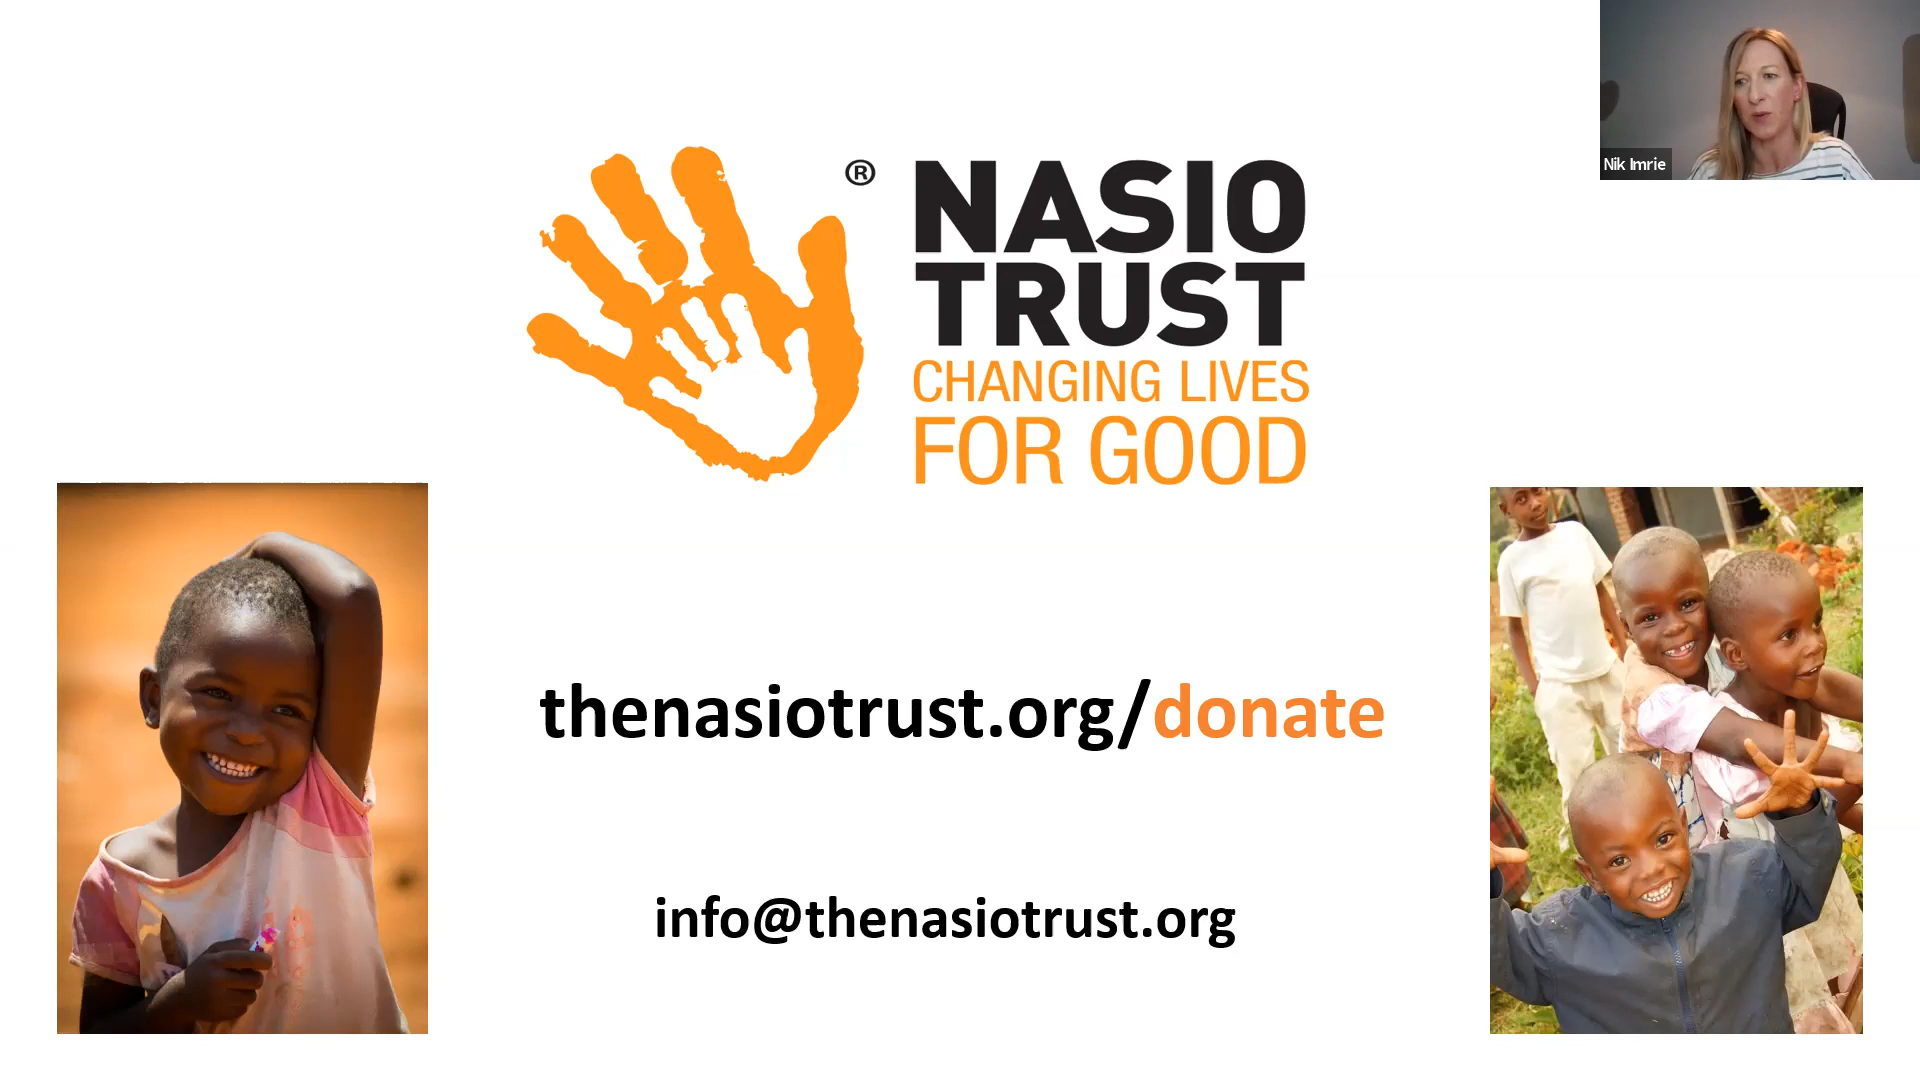 Nik Imrie
®
NASIO
TRUST
CHANGING LIVES
FOR GOOD
thenasiotrust.org/donate
info@thenasiotrust.org